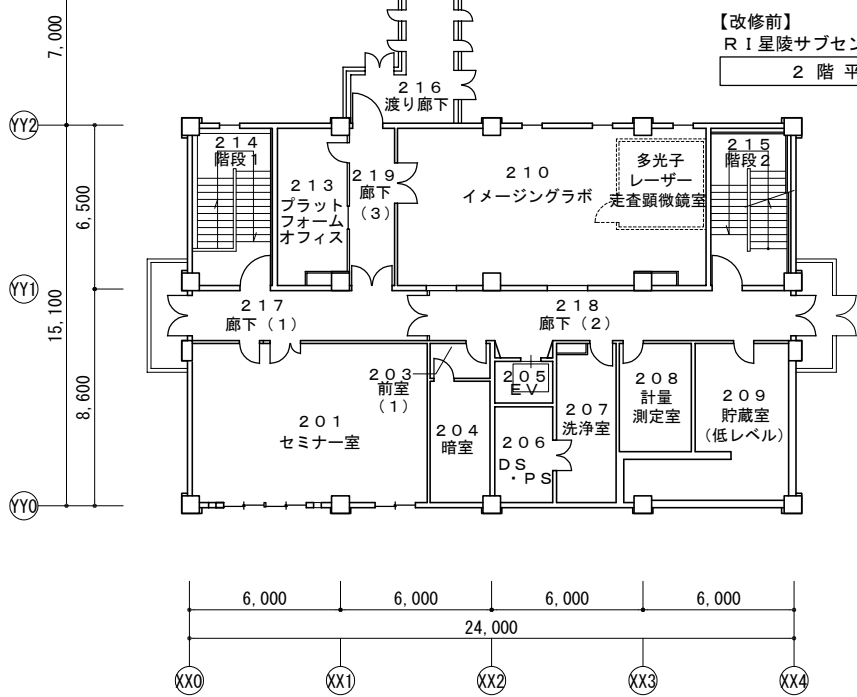 【改修前】
ＲＩ星陵サブセン
２ 階 平
7,000
２１６
渡り廊下
YY2
２１４
階段１
２１５
階段２
２１３
プラット
フォーム
オフィス
２１９
廊下
（３）
２１０
イメージングラボ
多光子
レーザー
走査顕微鏡室
6,500
YY1
15,100
２１７
廊下（１）
２１８
廊下（２）
8,600
２０１
セミナー室
２０３
前室
（１）
２０４
暗室
２０５
ＥＶ
２０６
ＤＳ
・ＰＳ
２０７
洗浄室
２０８
計量
測定室
２０９
貯蔵室
（低レベル）
YY0
6,000
6,000
6,000
6,000
24,000
XX0
XX1
XX2
XX3
XX4